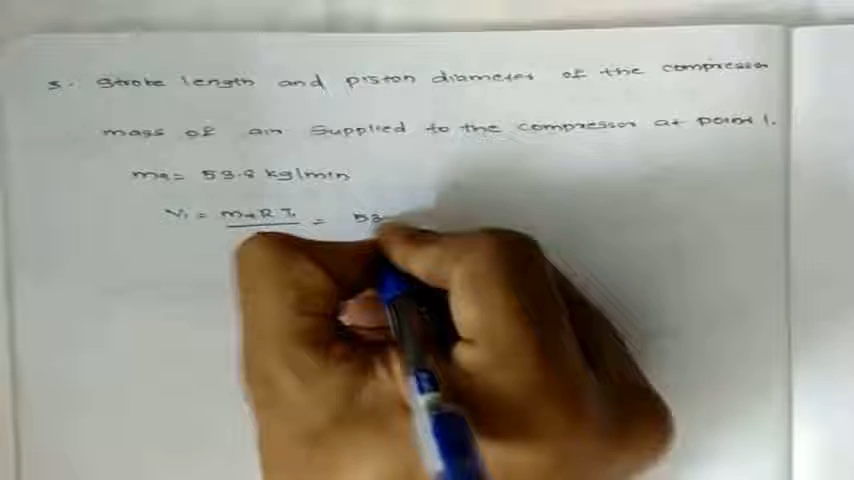 3. Stroke length and piston diameter of the compressor
mass of air supplied to the compressor at point 1.
ma = 53.8 kg/min
V1 = maRT1 = 53